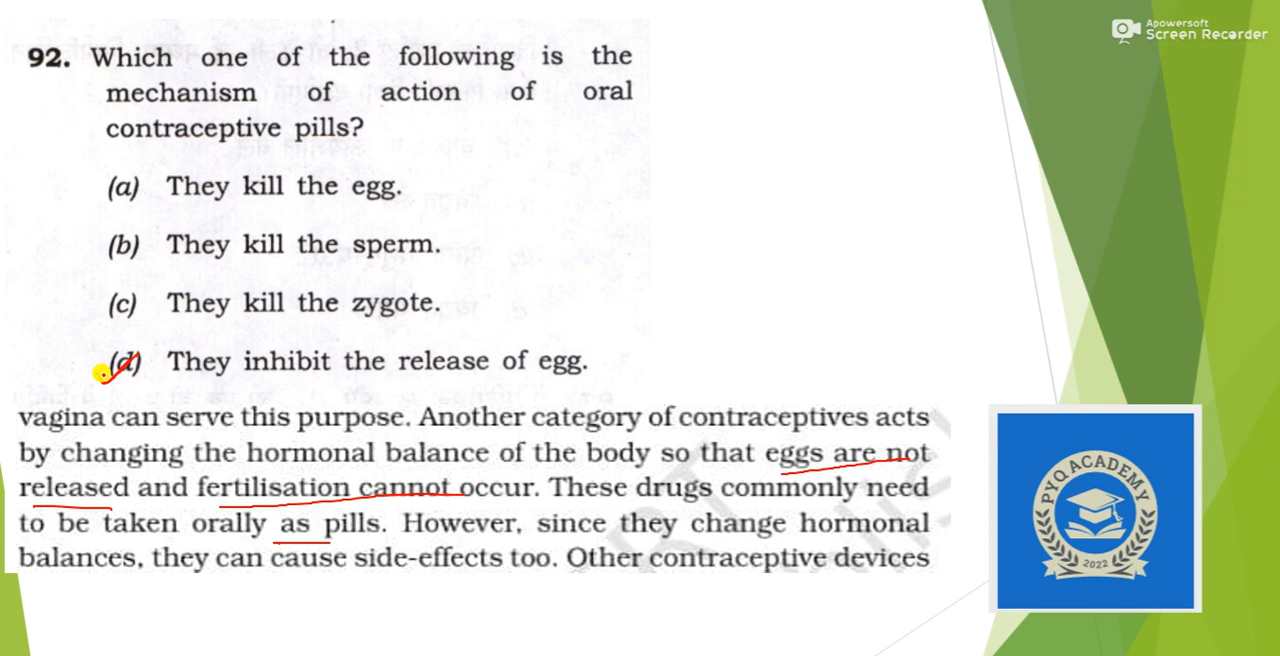 Apowersoft
Screen Recorder
92. Which one of the following is the
mechanism of action of oral
contraceptive pills?
(a) They kill the egg.
(b) They kill the sperm.
(c) They kill the zygote.
(d) They inhibit the release of egg.
vagina can serve this purpose. Another category of contraceptives acts
by changing the hormonal balance of the body so that eggs are not
released and fertilisation cannot occur. These drugs commonly need
to be taken orally as pills. However, since they change hormonal
balances, they can cause side-effects too. Other contraceptive devices
PYQ ACADEMY
2022